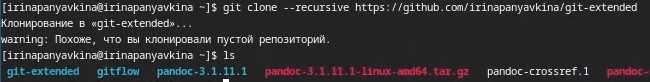 [irinapanyavkina@irinapanyavkina ~]$ git clone --recursive https://github.com/irinapanyavkina/git-extended
Клонирование в «git-extended»...
warning: Похоже, что вы клонировали пустой репозиторий.
[irinapanyavkina@irinapanyavkina ~]$ ls
git-extended gitflow pandoc-3.1.11.1 pandoc-3.1.11.1-linux-amd64.tar.gz pandoc-crossref.1 pandoc-